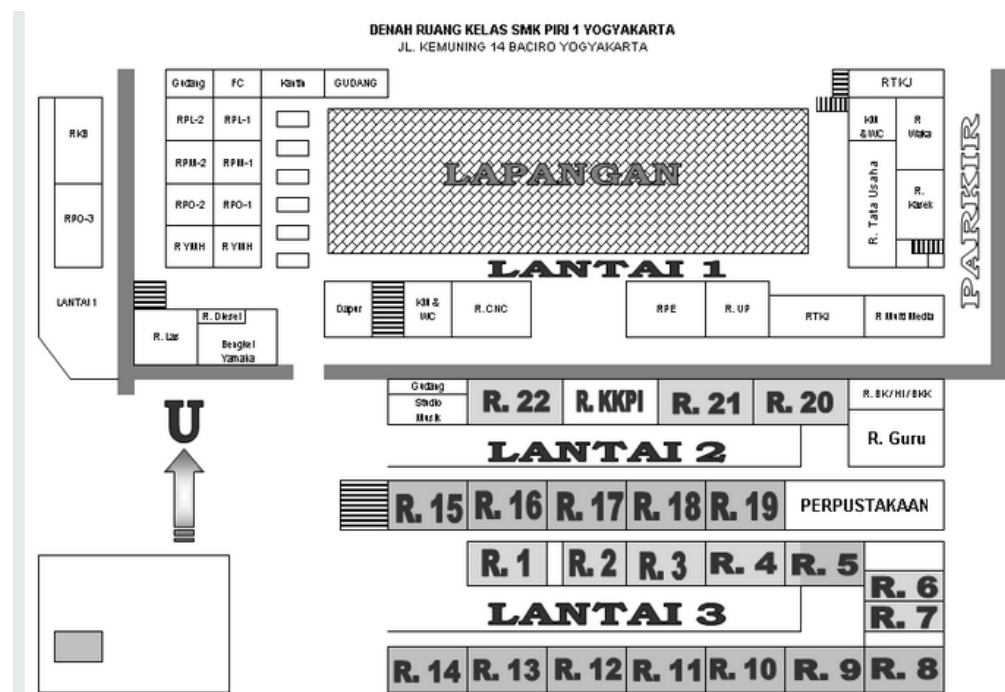 DENAH RUANG KELAS SMK PIRI 1 YOGYAKARTA
JL. KEMUNING 14 BACIRO YOGYAKARTA
Gudang FC Kantin GUDANG
RTKJ
RKB
RPL-2 RPL-1
KM & WC
R Waka
RPM-2 RPM-1
LAPANGAN
PARKIR
R. Tata Usaha
R. Kasek
RPO-3
RPO-2 RPO-1
R YMH R YMH
LANTAI 1
LANTAI 1
Dapur
KM & WC
R. CNC
RPE
R. UP
RTKJ
R Multi Media
R. Las
R. Diesel
Bengkel
Yamaha
Gudang
Studio
Musik
R. 22
R. KKPI
R. 21
R. 20
R. BK/HI/BKK
U
LANTAI 2
R. Guru
R. 15 R. 16 R. 17 R. 18 R. 19 PERPUSTAKAAN
R. 1 R. 2 R. 3 R. 4 R. 5
R. 6
LANTAI 3
R. 7
R. 14 R. 13 R. 12 R. 11 R. 10 R. 9 R. 8